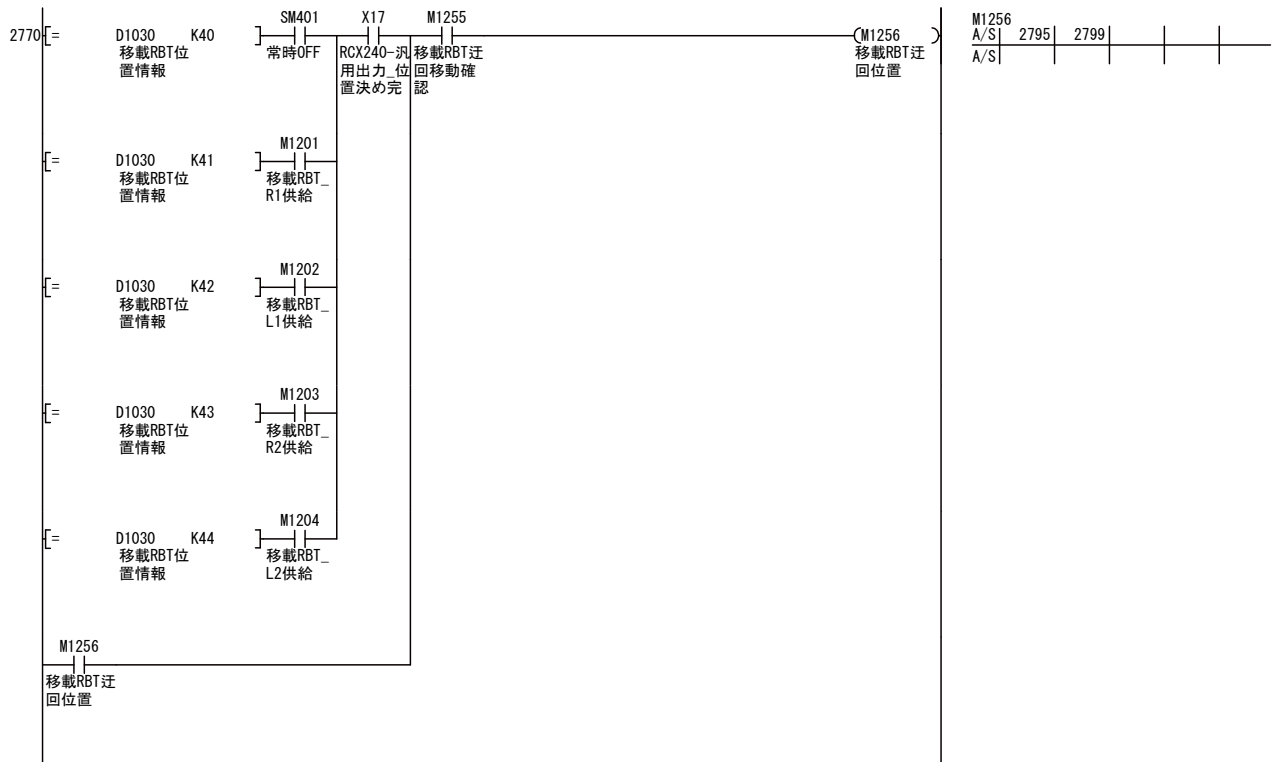 SM401 X17 M1255 M1256
2770 = D1030 K40 (M1256 ) A/S 2795 2799
移載RBT位 常時OFF RCX240-汎 移載RBT迂 移載RBT迂 A/S
置情報 用出力_位 回移動確 回位置
置決め完 認
M1201
= D1030 K41
移載RBT位 移載RBT_
置情報 R1供給
M1202
= D1030 K42
移載RBT位 移載RBT_
置情報 L1供給
M1203
= D1030 K43
移載RBT位 移載RBT_
置情報 R2供給
M1204
= D1030 K44
移載RBT位 移載RBT_
置情報 L2供給
M1256
移載RBT迂
回位置